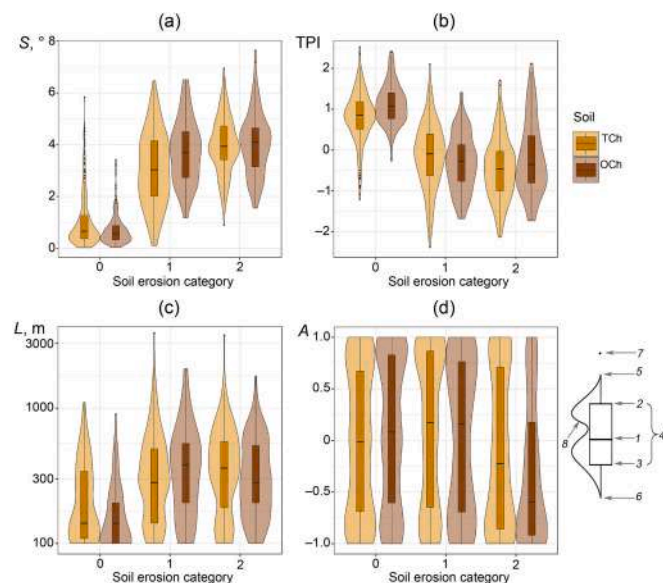 (a)
S, °
8
6
4
2
0
0 1 2
Soil erosion category
(b)
TPI
2
1
0
−1
−2
0 1 2
Soil erosion category
Soil
TCh
OCh
(c)
L, m
3000
1000
300
100
0 1 2
Soil erosion category
(d)
A
1.0
0.5
0
−0.5
−1.0
0 1 2
Soil erosion category
7
5
2
1
4
8
3
6